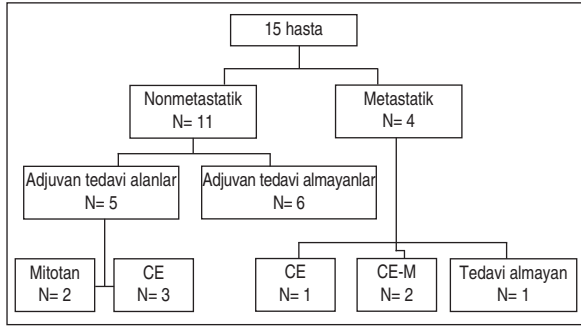 15 hasta
Nonmetastatik
N= 11
Metastatik
N= 4
Adjuvan tedavi alanlar
N= 5
Adjuvan tedavi almayanlar
N= 6
Mitotan
N= 2
CE
N= 3
CE
N= 1
CE-M
N= 2
Tedavi almayan
N= 1